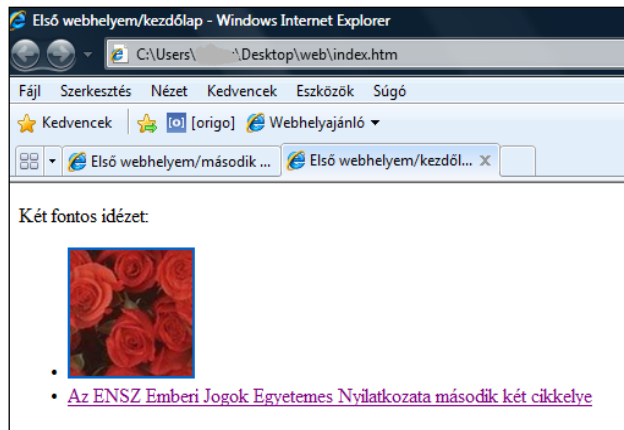 Első webhelyem/kezdőlap - Windows Internet Explorer
C:\Users\ \Desktop\web\index.htm
Fájl Szerkesztés Nézet Kedvencek Eszközök Súgó
Kedvencek [o] [origo] Webhelyajánló
Első webhelyem/második ... Első webhelyem/kezdől... X
Két fontos idézet:
• Az ENSZ Emberi Jogok Egyetemes Nyilatkozata második két cikkelye